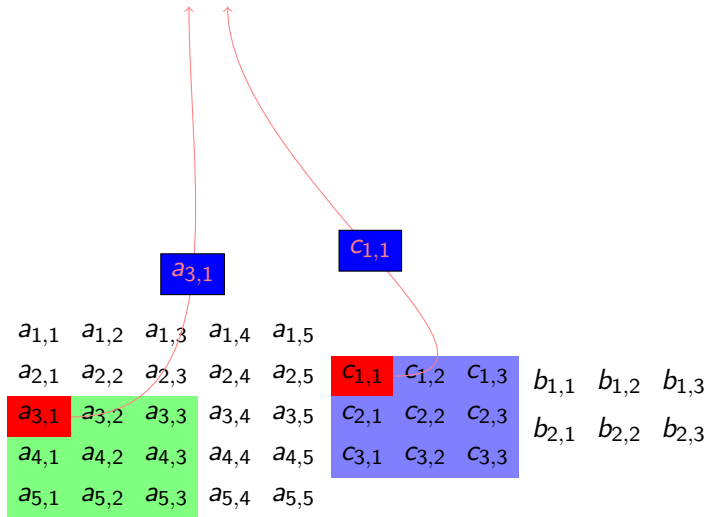 c1,1
a3,1
a1,1 a1,2 a1,3 a1,4 a1,5
a2,1 a2,2 a2,3 a2,4 a2,5
a3,1 a3,2 a3,3 a3,4 a3,5
a4,1 a4,2 a4,3 a4,4 a4,5
a5,1 a5,2 a5,3 a5,4 a5,5
c1,1 c1,2 c1,3
c2,1 c2,2 c2,3
c3,1 c3,2 c3,3
b1,1 b1,2 b1,3
b2,1 b2,2 b2,3